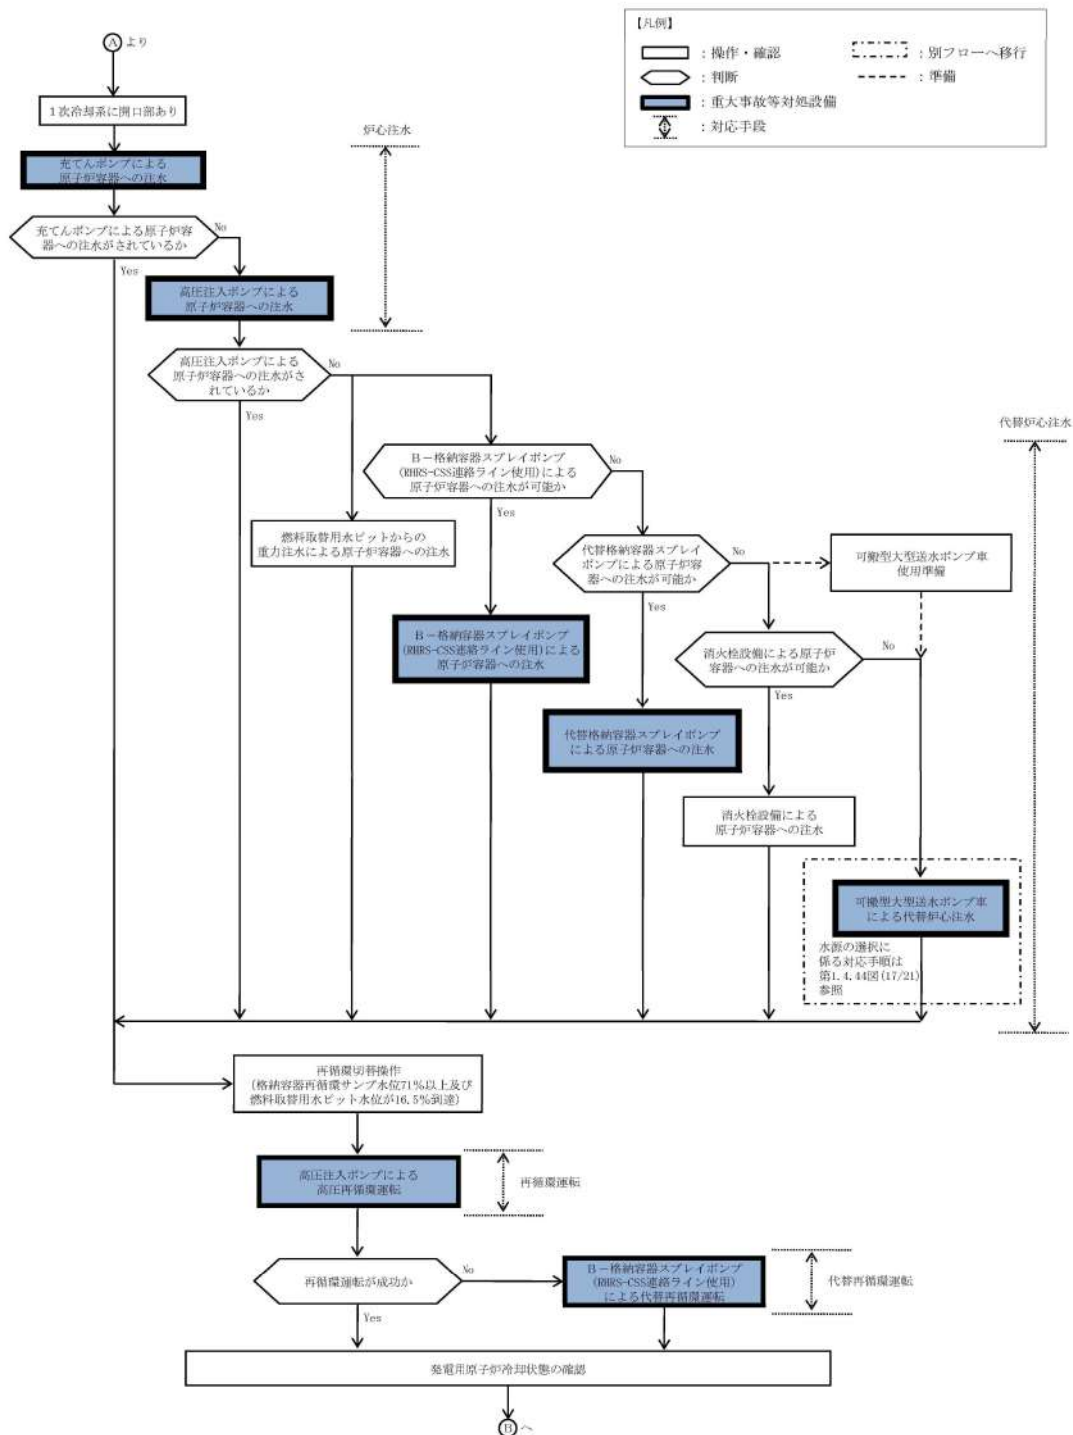 【凡例】
：操作・確認
：別フローへ移行
：判断
：準備
：重大事故等対処設備
：対応手段
Ⓐより
1次冷却系に開口部あり
炉心注水
充てんポンプによる
原子炉容器への注水
充てんポンプによる原子炉容
器への注水がされているか
No
Yes
高圧注入ポンプによる
原子炉容器への注水
高圧注入ポンプによる
原子炉容器への注水がさ
れているか
No
Yes
代替炉心注水
B－格納容器スプレイポンプ
(RHRS-CSS連絡ライン使用)による
原子炉容器への注水が可能か
No
Yes
燃料取替用水ピットからの
重力注水による原子炉容器への注水
代替格納容器スプレイ
ポンプによる原子炉容
器への注水が可能か
No
Yes
可搬型大型送水ポンプ車
使用準備
B－格納容器スプレイポンプ
(RHRS-CSS連絡ライン使用)による
原子炉容器への注水
消火栓設備による原子炉
容器への注水が可能か
No
Yes
代替格納容器スプレイポンプ
による原子炉容器への注水
消火栓設備による
原子炉容器への注水
可搬型大型送水ポンプ車
による代替炉心注水
水源の選択に
係る対応手順は
第1.4.44図(17/21)
参照
再循環切替操作
(格納容器再循環サンプ水位71%以上及び
燃料取替用水ピット水位が16.5%到達)
高圧注入ポンプによる
高圧再循環運転
再循環運転
再循環運転が成功か
No
Yes
B－格納容器スプレイポンプ
(RHRS-CSS連絡ライン使用)
による代替再循環運転
代替再循環運転
発電用原子炉冷却状態の確認
Ⓑへ